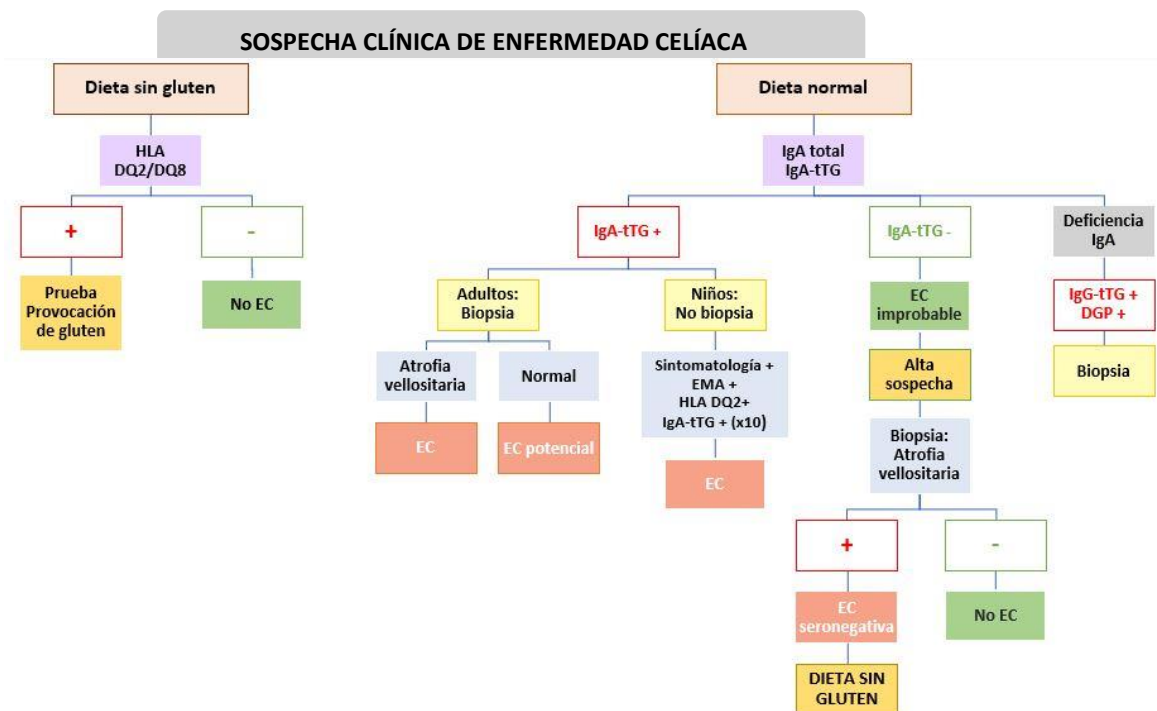 SOSPECHA CLÍNICA DE ENFERMEDAD CELÍACA
Dieta sin gluten
HLA
DQ2/DQ8
+
-
Prueba
Provocación
de gluten
No EC
Dieta normal
IgA total
IgA-tTG
IgA-tTG +
Adultos:
Biopsia
Atrofia
vellositaria
EC
Normal
EC potencial
Niños:
No biopsia
Sintomatología +
EMA +
HLA DQ2+
IgA-tTG + (x10)
EC
IgA-tTG -
EC
improbable
Alta
sospecha
Biopsia:
Atrofia
vellositaria
+
-
EC
seronegativa
No EC
DIETA SIN
GLUTEN
Deficiencia
IgA
IgG-tTG +
DGP +
Biopsia